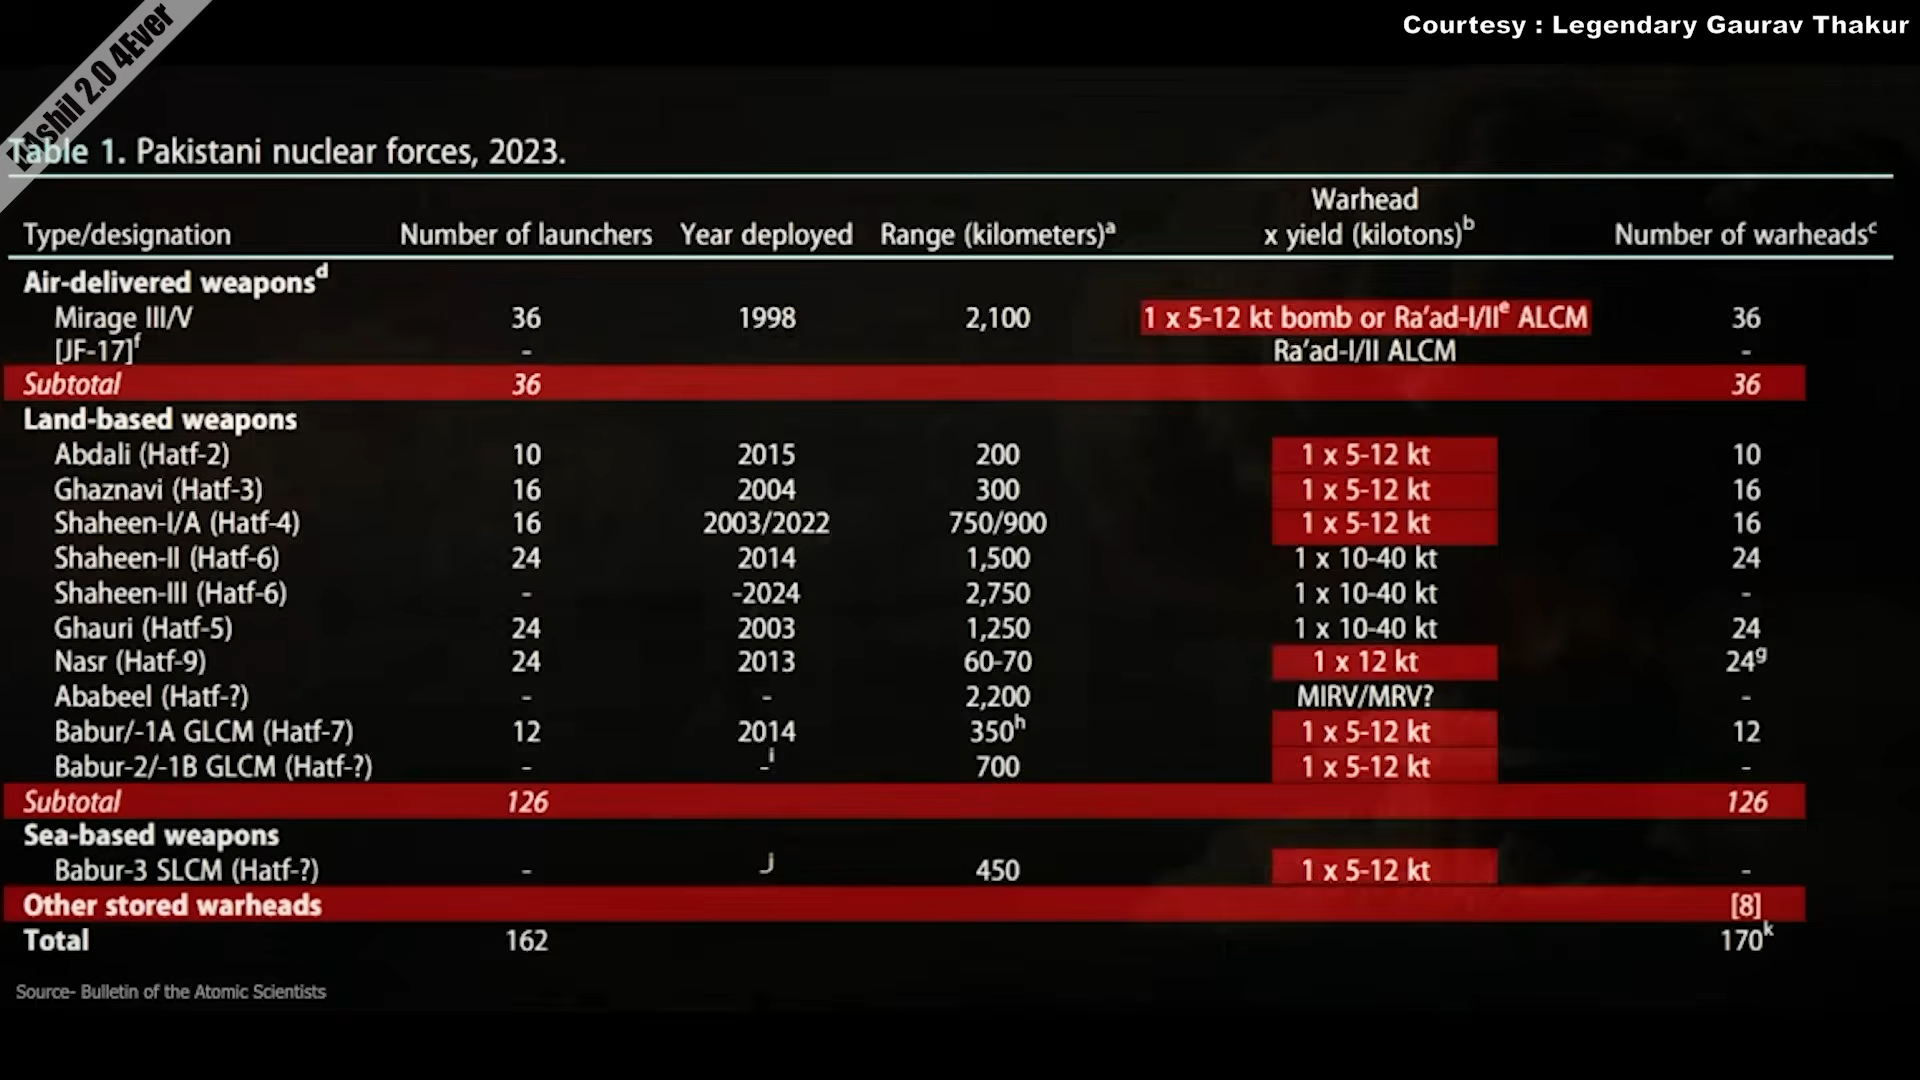 Courtesy : Legendary Gaurav Thakur
Ashil 2.0 4Ever
Table 1. Pakistani nuclear forces, 2023.
Type/designation Number of launchers Year deployed Range (kilometers)ᵃ Warhead x yield (kilotons)ᵇ Number of warheadsᶜ
Air-delivered weaponsᵈ
Mirage III/V 36 1998 2,100 1 x 5-12 kt bomb or Ra’ad-I/IIᵉ ALCM 36
[JF-17]ᶠ - Ra’ad-I/II ALCM -
Subtotal 36 36
Land-based weapons
Abdali (Hatf-2) 10 2015 200 1 x 5-12 kt 10
Ghaznavi (Hatf-3) 16 2004 300 1 x 5-12 kt 16
Shaheen-I/A (Hatf-4) 16 2003/2022 750/900 1 x 5-12 kt 16
Shaheen-II (Hatf-6) 24 2014 1,500 1 x 10-40 kt 24
Shaheen-III (Hatf-6) - -2024 2,750 1 x 10-40 kt -
Ghauri (Hatf-5) 24 2003 1,250 1 x 10-40 kt 24
Nasr (Hatf-9) 24 2013 60-70 1 x 12 kt 24ᵍ
Ababeel (Hatf-?) - - 2,200 MIRV/MRV? -
Babur/-1A GLCM (Hatf-7) 12 2014 350ʰ 1 x 5-12 kt 12
Babur-2/-1B GLCM (Hatf-?) - -ⁱ 700 1 x 5-12 kt -
Subtotal 126 126
Sea-based weapons
Babur-3 SLCM (Hatf-?) - ʲ 450 1 x 5-12 kt -
Other stored warheads [8]
Total 162 170ᵏ
Source- Bulletin of the Atomic Scientists